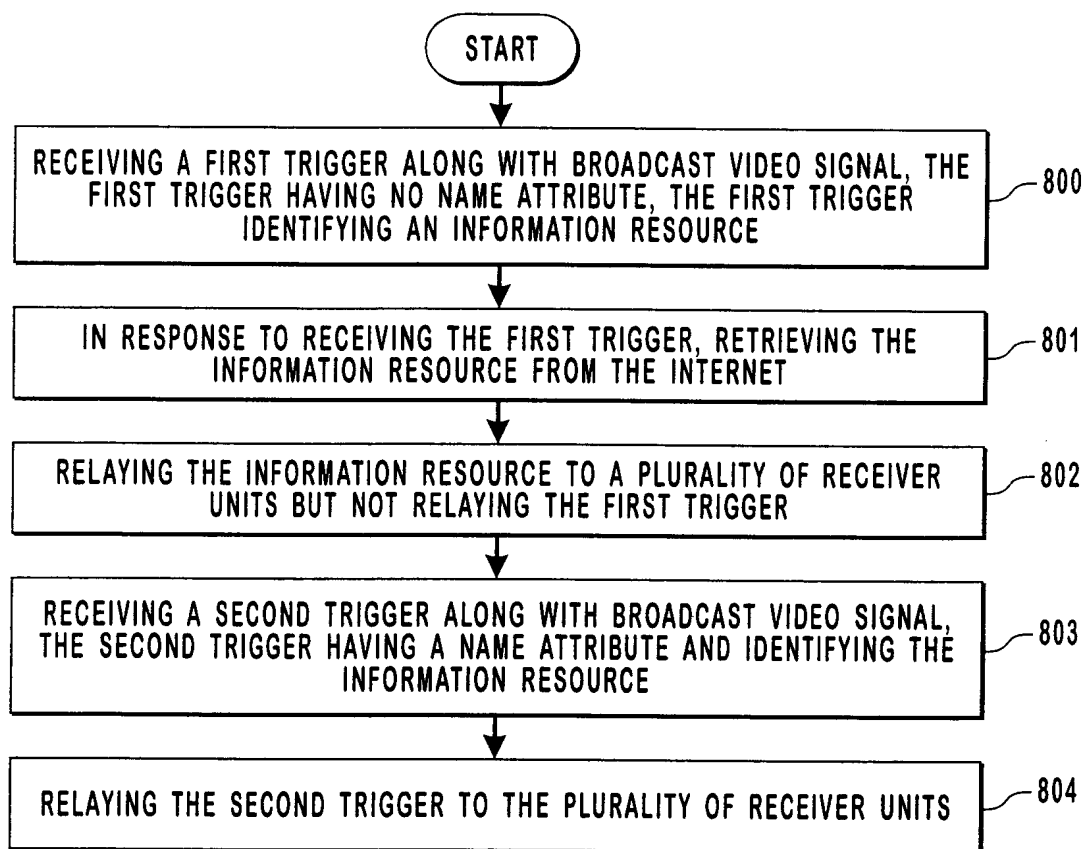 START
RECEIVING A FIRST TRIGGER ALONG WITH BROADCAST VIDEO SIGNAL, THE
FIRST TRIGGER HAVING NO NAME ATTRIBUTE, THE FIRST TRIGGER
IDENTIFYING AN INFORMATION RESOURCE
800
IN RESPONSE TO RECEIVING THE FIRST TRIGGER, RETRIEVING THE
INFORMATION RESOURCE FROM THE INTERNET
801
RELAYING THE INFORMATION RESOURCE TO A PLURALITY OF RECEIVER
UNITS BUT NOT RELAYING THE FIRST TRIGGER
802
RECEIVING A SECOND TRIGGER ALONG WITH BROADCAST VIDEO SIGNAL,
THE SECOND TRIGGER HAVING A NAME ATTRIBUTE AND IDENTIFYING THE
INFORMATION RESOURCE
803
RELAYING THE SECOND TRIGGER TO THE PLURALITY OF RECEIVER UNITS
804